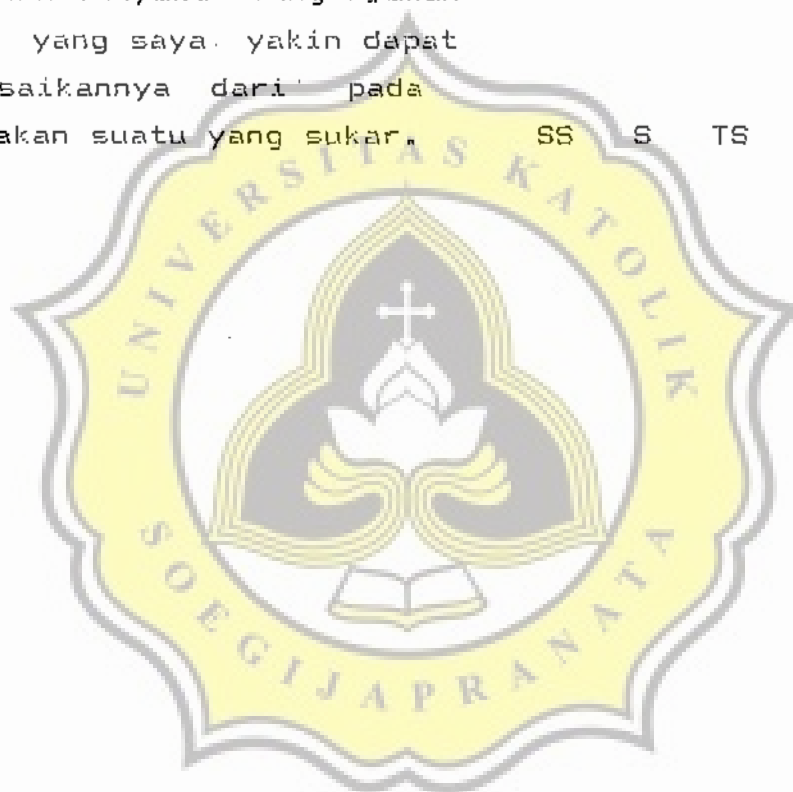 yang saya yakin dapat
saikannya dari pada
akan suatu yang sukar. SS S TS
UNIVERSITAS KATOLIK
SOEGIJAPRANATA